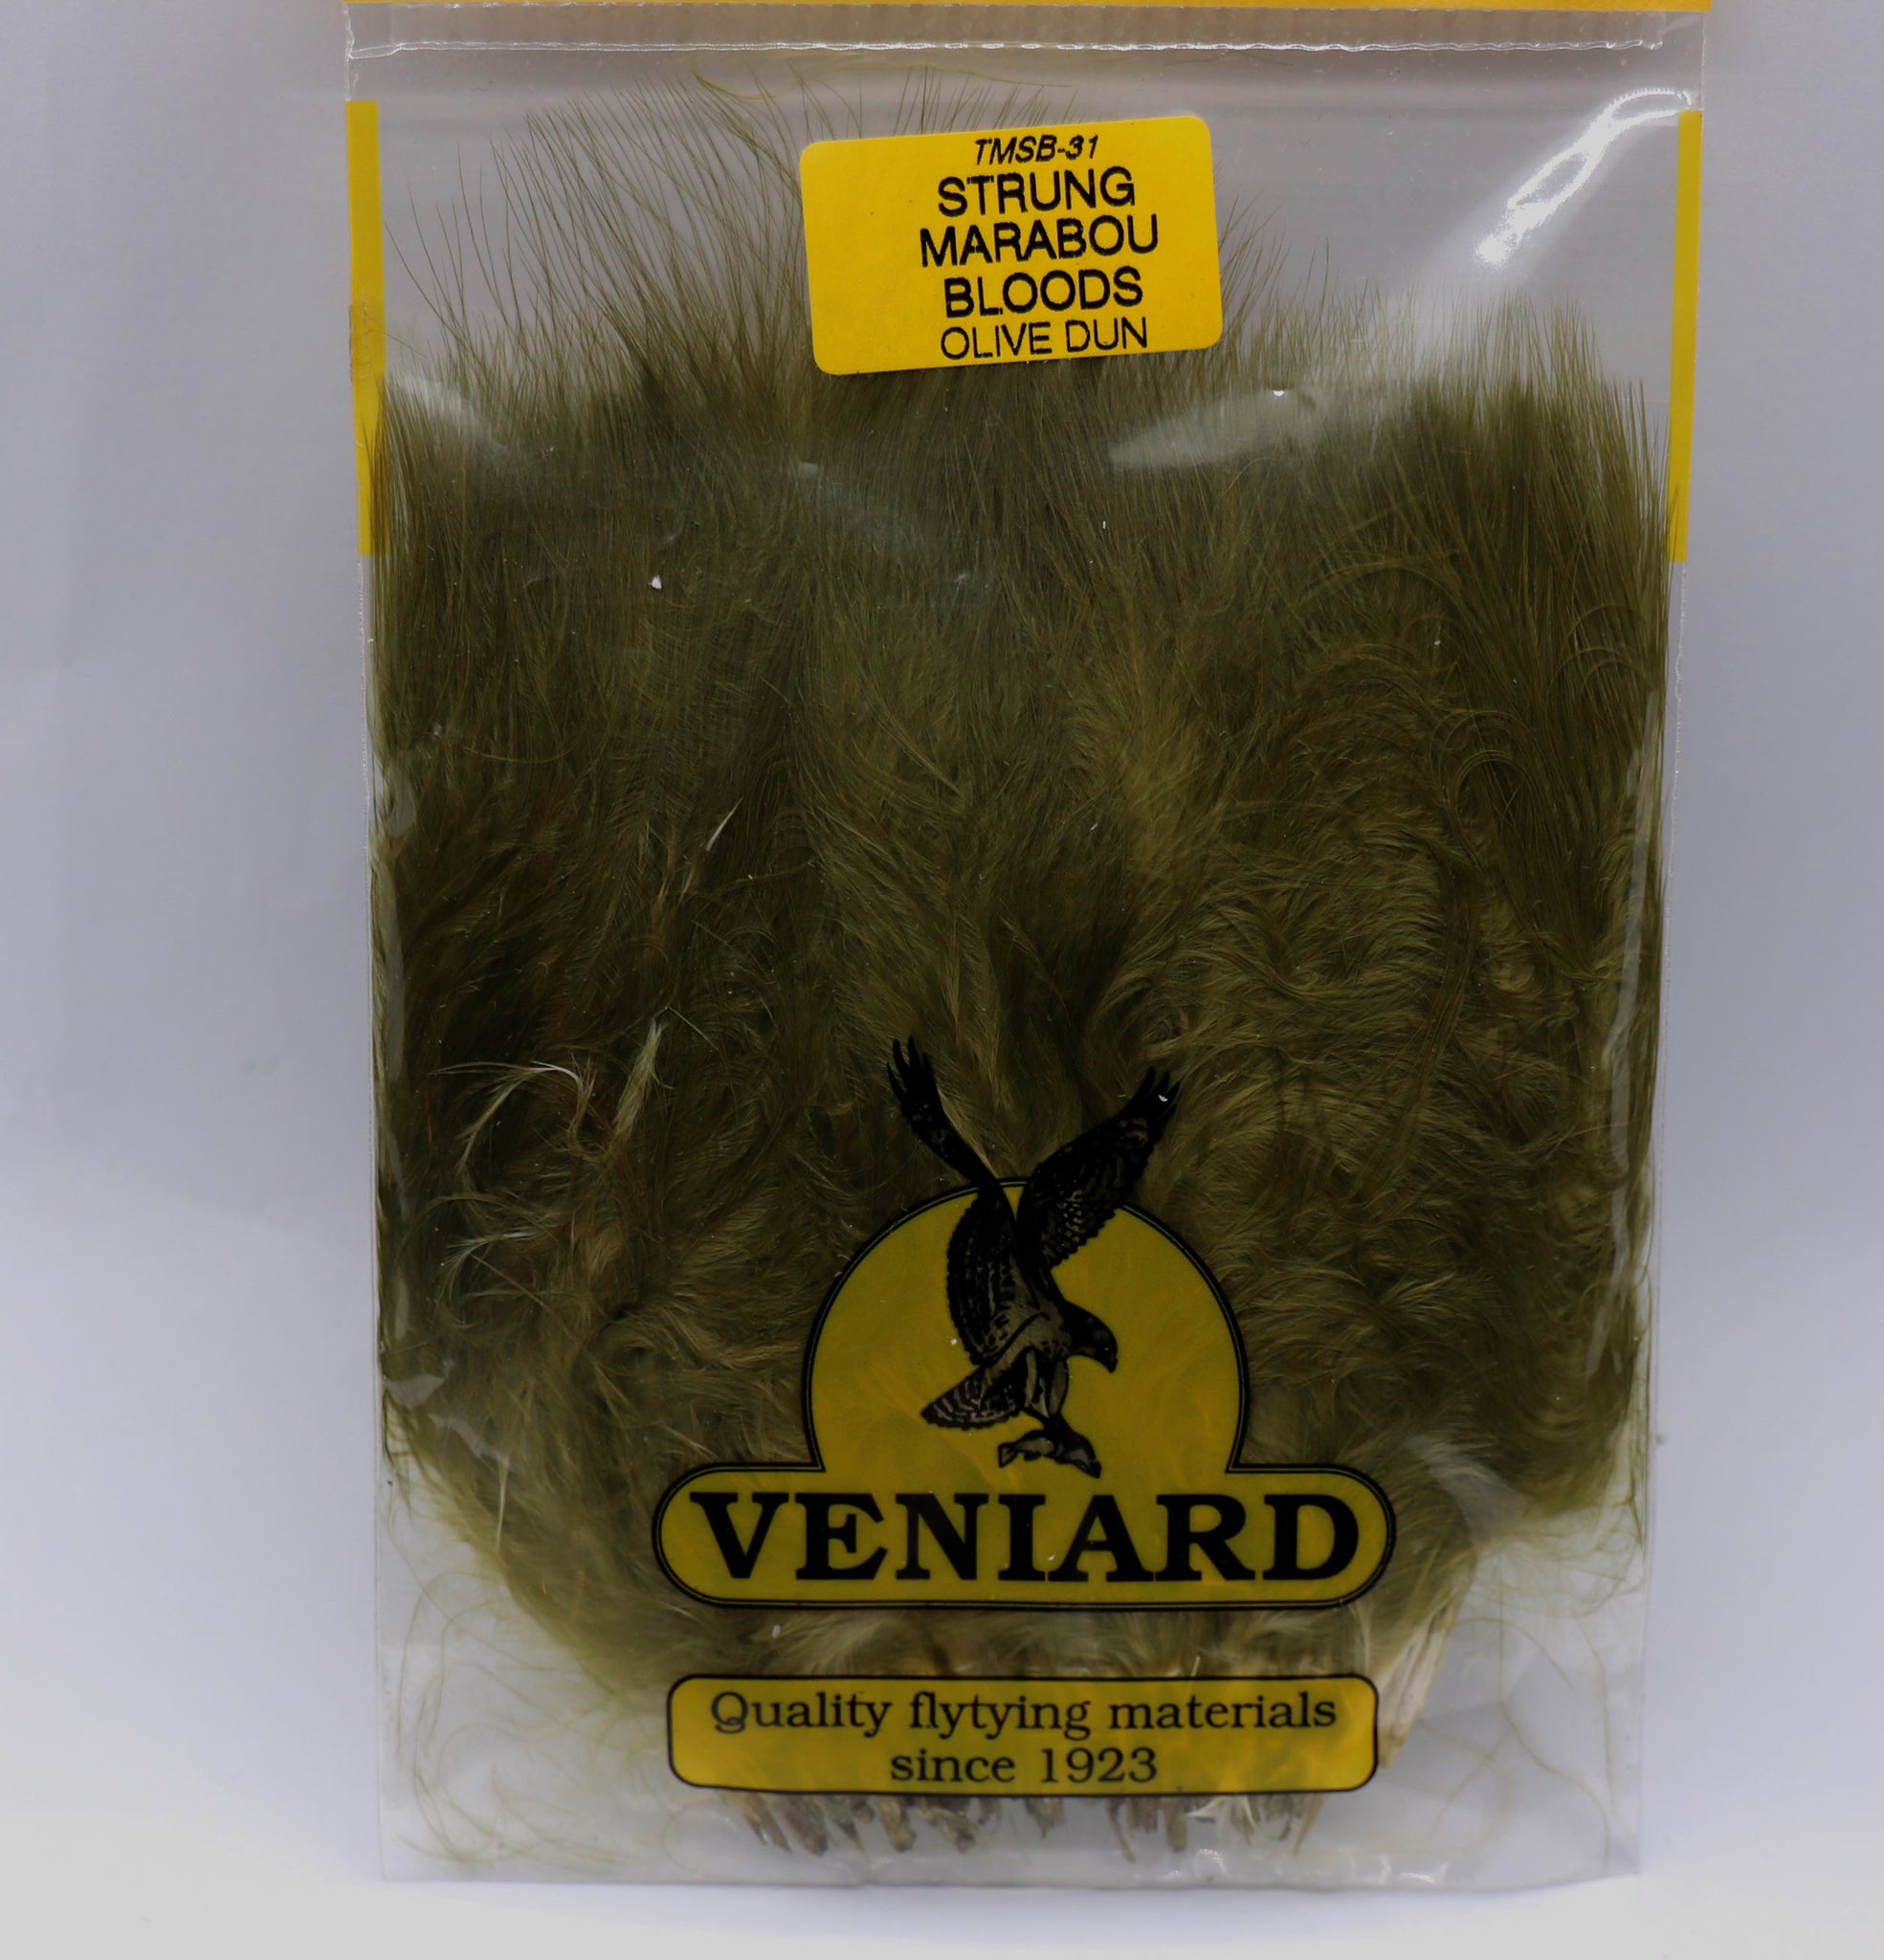 TMSB-31
STRUNG
MARABOU
BLOODS
OLIVE DUN
VENIARD
Quality flytying materials
since 1923